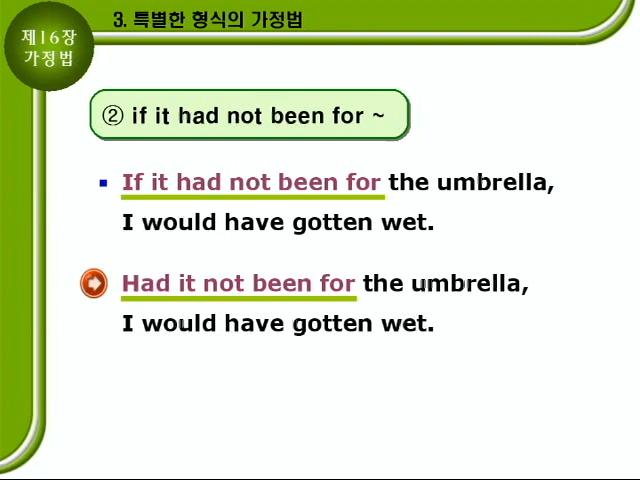 제16장
가정법
3. 특별한 형식의 가정법
② if it had not been for ~
If it had not been for the umbrella,
I would have gotten wet.
Had it not been for the umbrella,
I would have gotten wet.